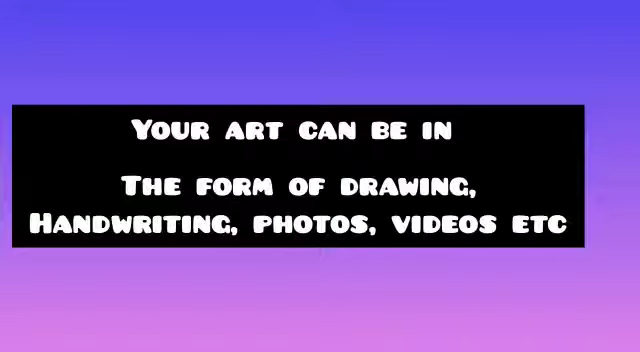 Your art can be in
The form of drawing,
Handwriting, photos, videos etc